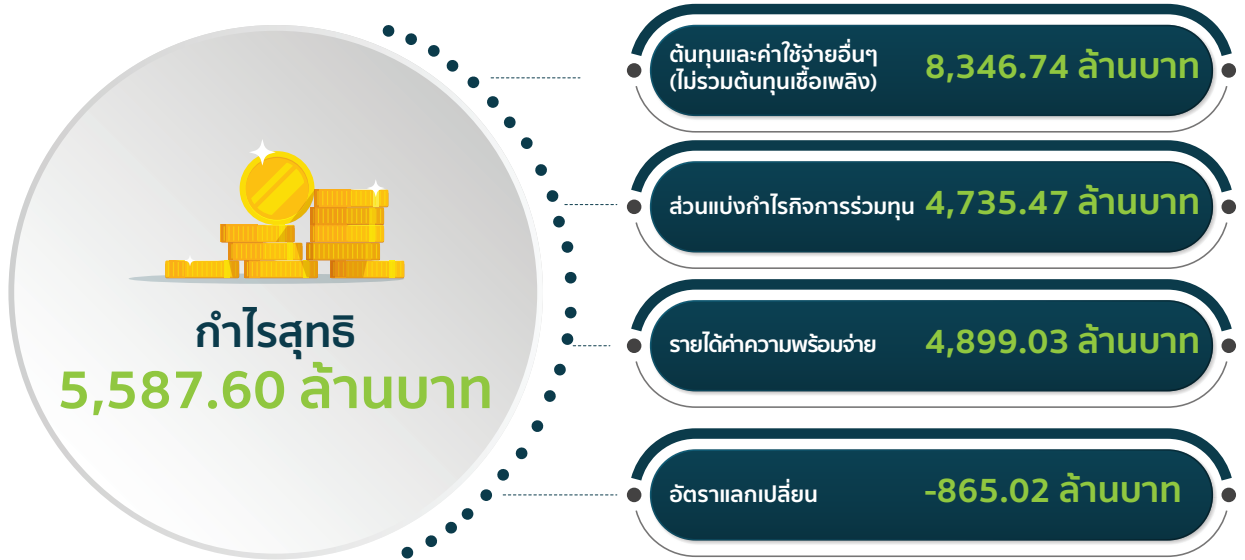 กำไรสุทธิ
5,587.60 ล้านบาท
ต้นทุนและค่าใช้จ่ายอื่นๆ
(ไม่รวมต้นทุนเชื้อเพลิง)
8,346.74 ล้านบาท
ส่วนแบ่งกำไรกิจการร่วมทุน 4,735.47 ล้านบาท
รายได้ค่าความพร้อมจ่าย 4,899.03 ล้านบาท
อัตราแลกเปลี่ยน -865.02 ล้านบาท